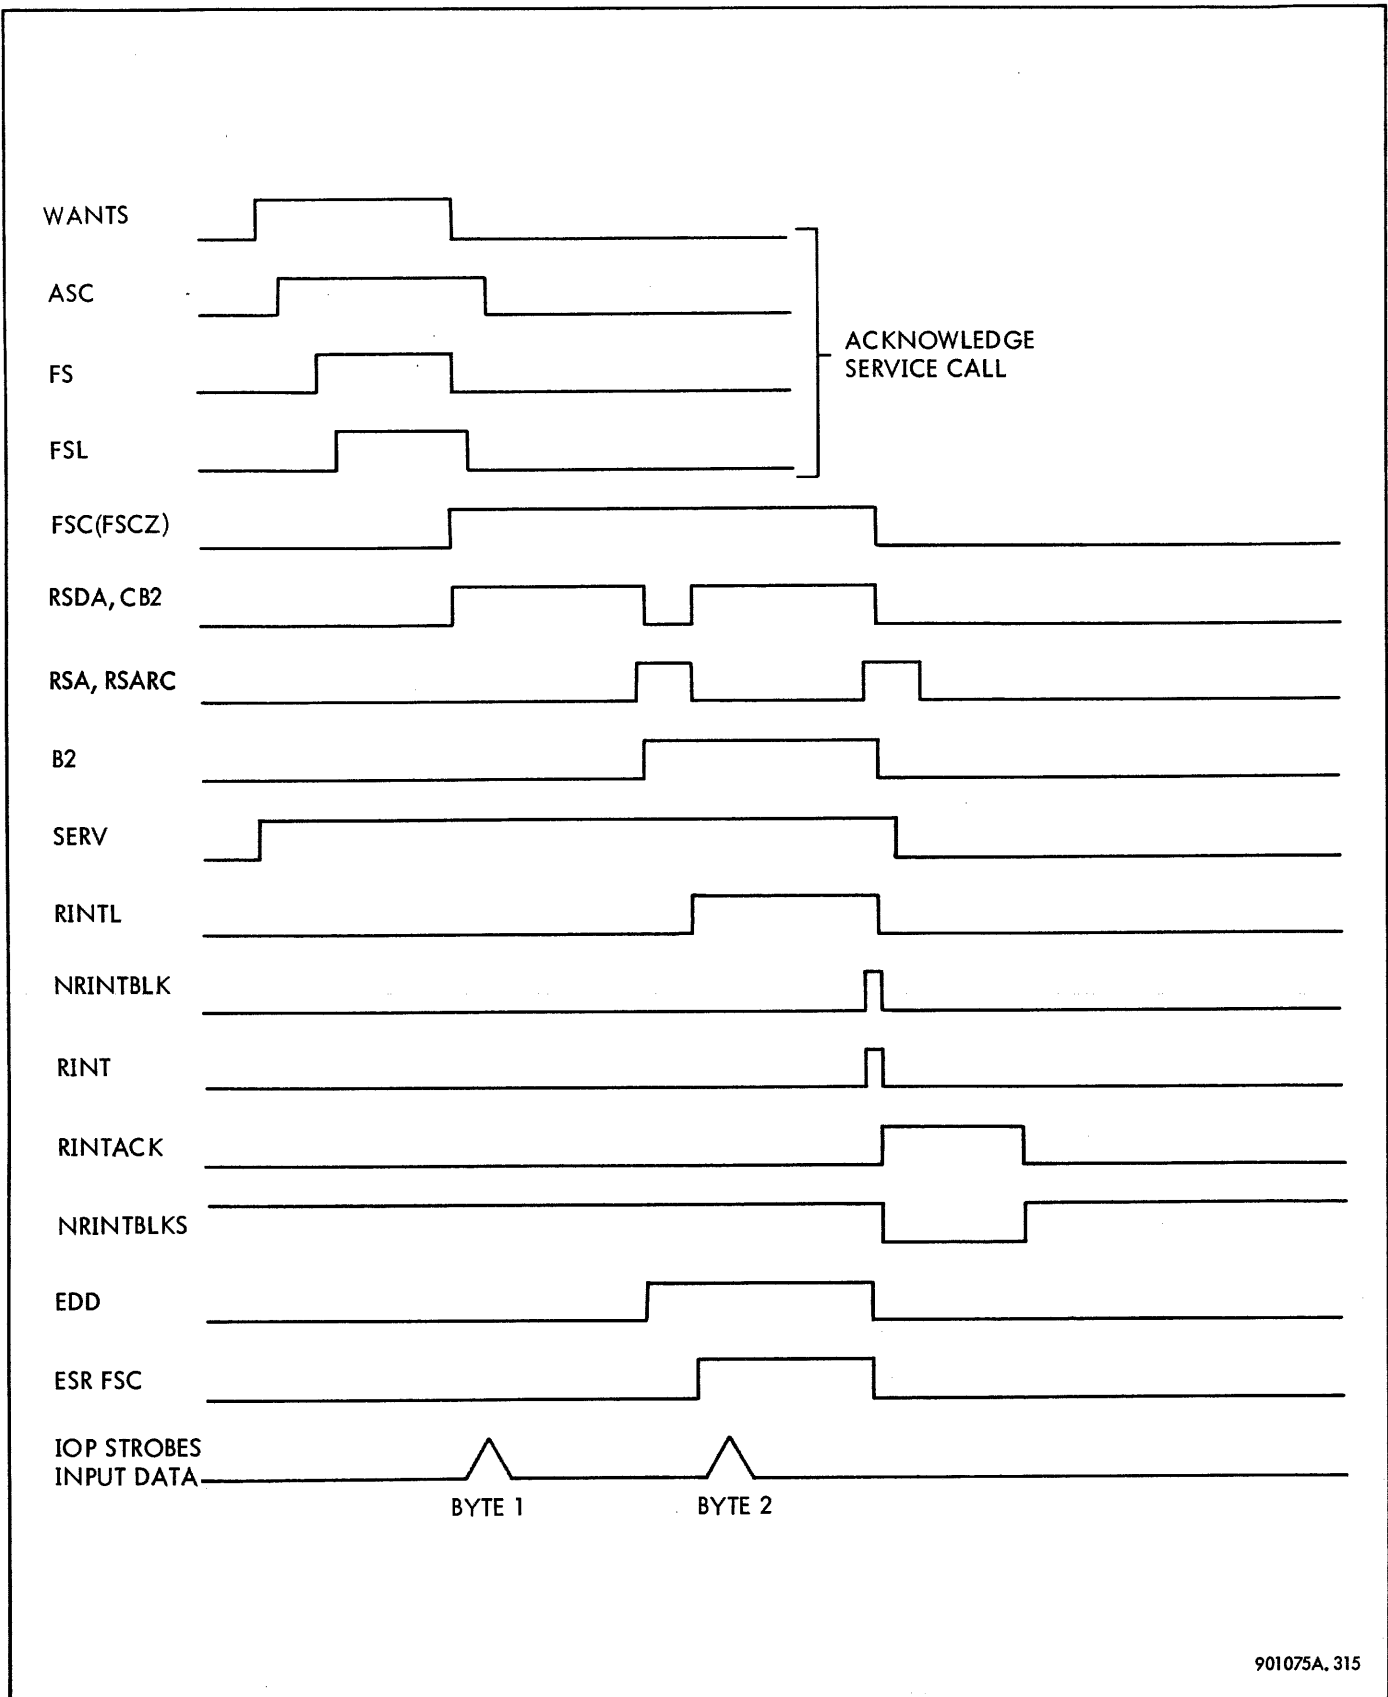 WANTS
ASC
FS
FSL
ACKNOWLEDGE
SERVICE CALL
FSC(FSCZ)
RSDA, CB2
RSA, RSARC
B2
SERV
RINTL
NRINTBLK
RINT
RINTACK
NRINTBLKS
EDD
ESR FSC
IOP STROBES
INPUT DATA
BYTE 1
BYTE 2
901075A. 315